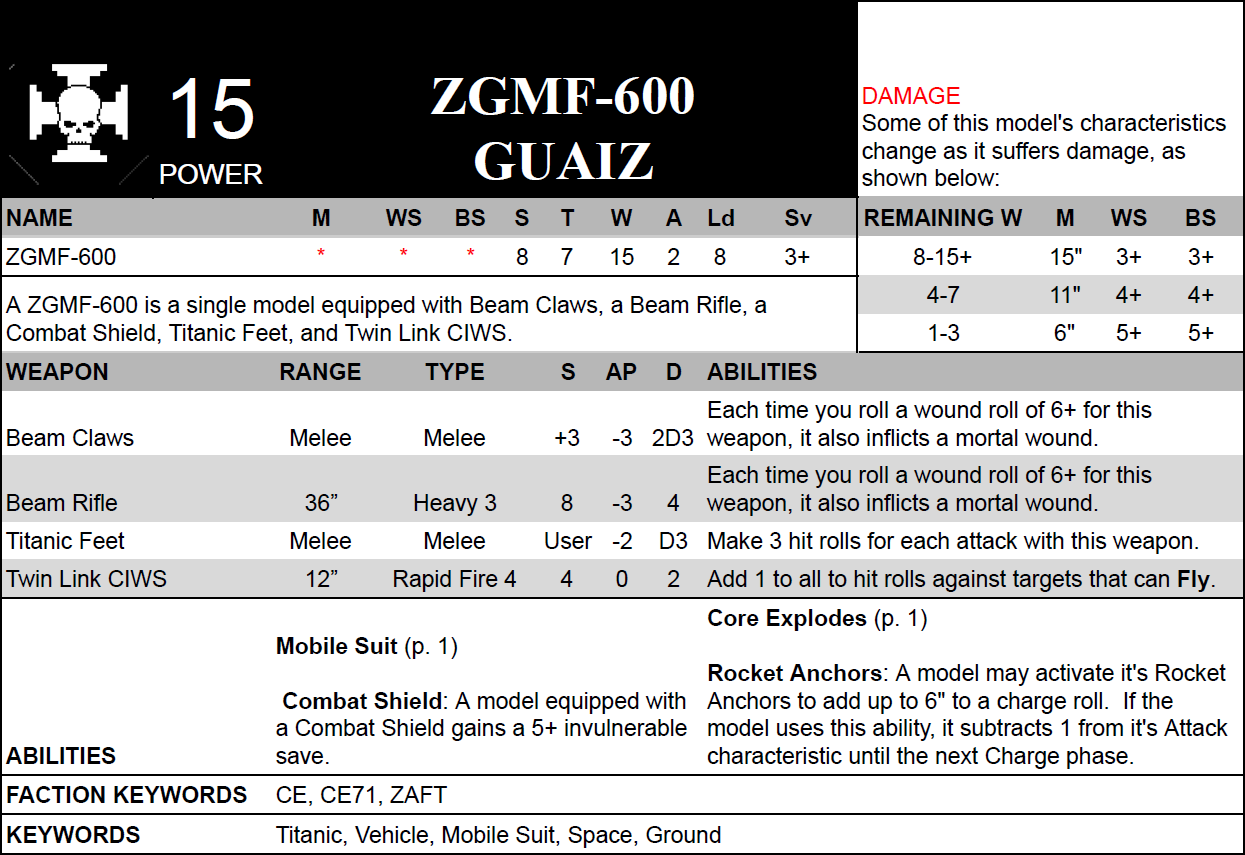 15
POWER
ZGMF-600
GUAIZ
DAMAGE
Some of this model's characteristics
change as it suffers damage, as
shown below:
NAME M WS BS S T W A Ld Sv
ZGMF-600 * * * 8 7 15 2 8 3+
REMAINING W M WS BS
8-15+ 15" 3+ 3+
4-7 11" 4+ 4+
1-3 6" 5+ 5+
A ZGMF-600 is a single model equipped with Beam Claws, a Beam Rifle, a
Combat Shield, Titanic Feet, and Twin Link CIWS.
WEAPON RANGE TYPE S AP D ABILITIES
Beam Claws Melee Melee +3 -3 2D3 Each time you roll a wound roll of 6+ for this
weapon, it also inflicts a mortal wound.
Beam Rifle 36” Heavy 3 8 -3 4 Each time you roll a wound roll of 6+ for this
weapon, it also inflicts a mortal wound.
Titanic Feet Melee Melee User -2 D3 Make 3 hit rolls for each attack with this weapon.
Twin Link CIWS 12” Rapid Fire 4 4 0 2 Add 1 to all to hit rolls against targets that can Fly.
ABILITIES
Mobile Suit (p. 1)
Combat Shield: A model equipped with
a Combat Shield gains a 5+ invulnerable
save.
Core Explodes (p. 1)
Rocket Anchors: A model may activate it's Rocket
Anchors to add up to 6" to a charge roll. If the
model uses this ability, it subtracts 1 from it's Attack
characteristic until the next Charge phase.
FACTION KEYWORDS CE, CE71, ZAFT
KEYWORDS Titanic, Vehicle, Mobile Suit, Space, Ground